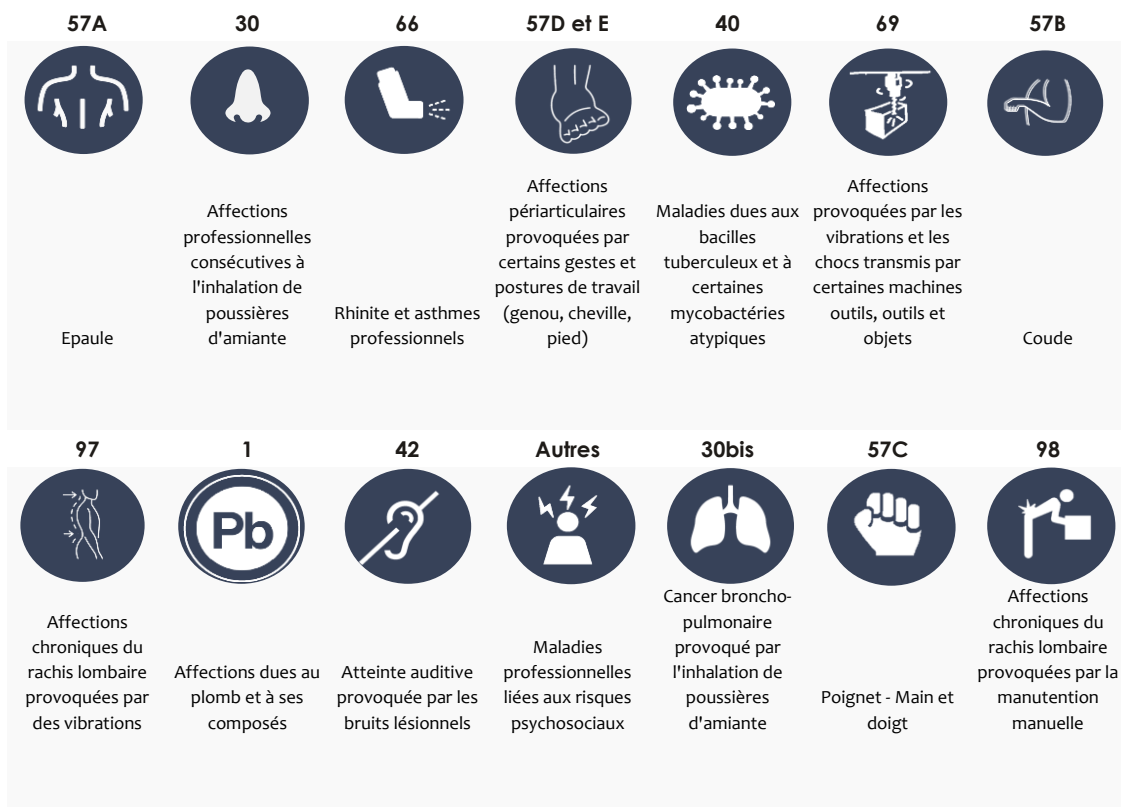 57A 30 66 57D et E 40 69 57B
Epaule
Affections
professionnelles
consécutives à
l'inhalation de
poussières
d'amiante
Rhinite et asthmes
professionnels
Affections
périarticulaires
provoquées par
certains gestes et
postures de travail
(genou, cheville,
pied)
Maladies dues aux
bacilles
tuberculeux et à
certaines
mycobactéries
atypiques
Affections
provoquées par les
vibrations et les
chocs transmis par
certaines machines
outils, outils et
objets
Coude
97 1 42 Autres 30bis 57C 98
Affections
chroniques du
rachis lombaire
provoquées par
des vibrations
Pb
Affections dues au
plomb et à ses
composés
Atteinte auditive
provoquée par les
bruits lésionnels
Maladies
professionnelles
liées aux risques
psychosociaux
Cancer broncho-
pulmonaire
provoqué par
l'inhalation de
poussières
d'amiante
Poignet - Main et
doigt
Affections
chroniques du
rachis lombaire
provoquées par la
manutention
manuelle